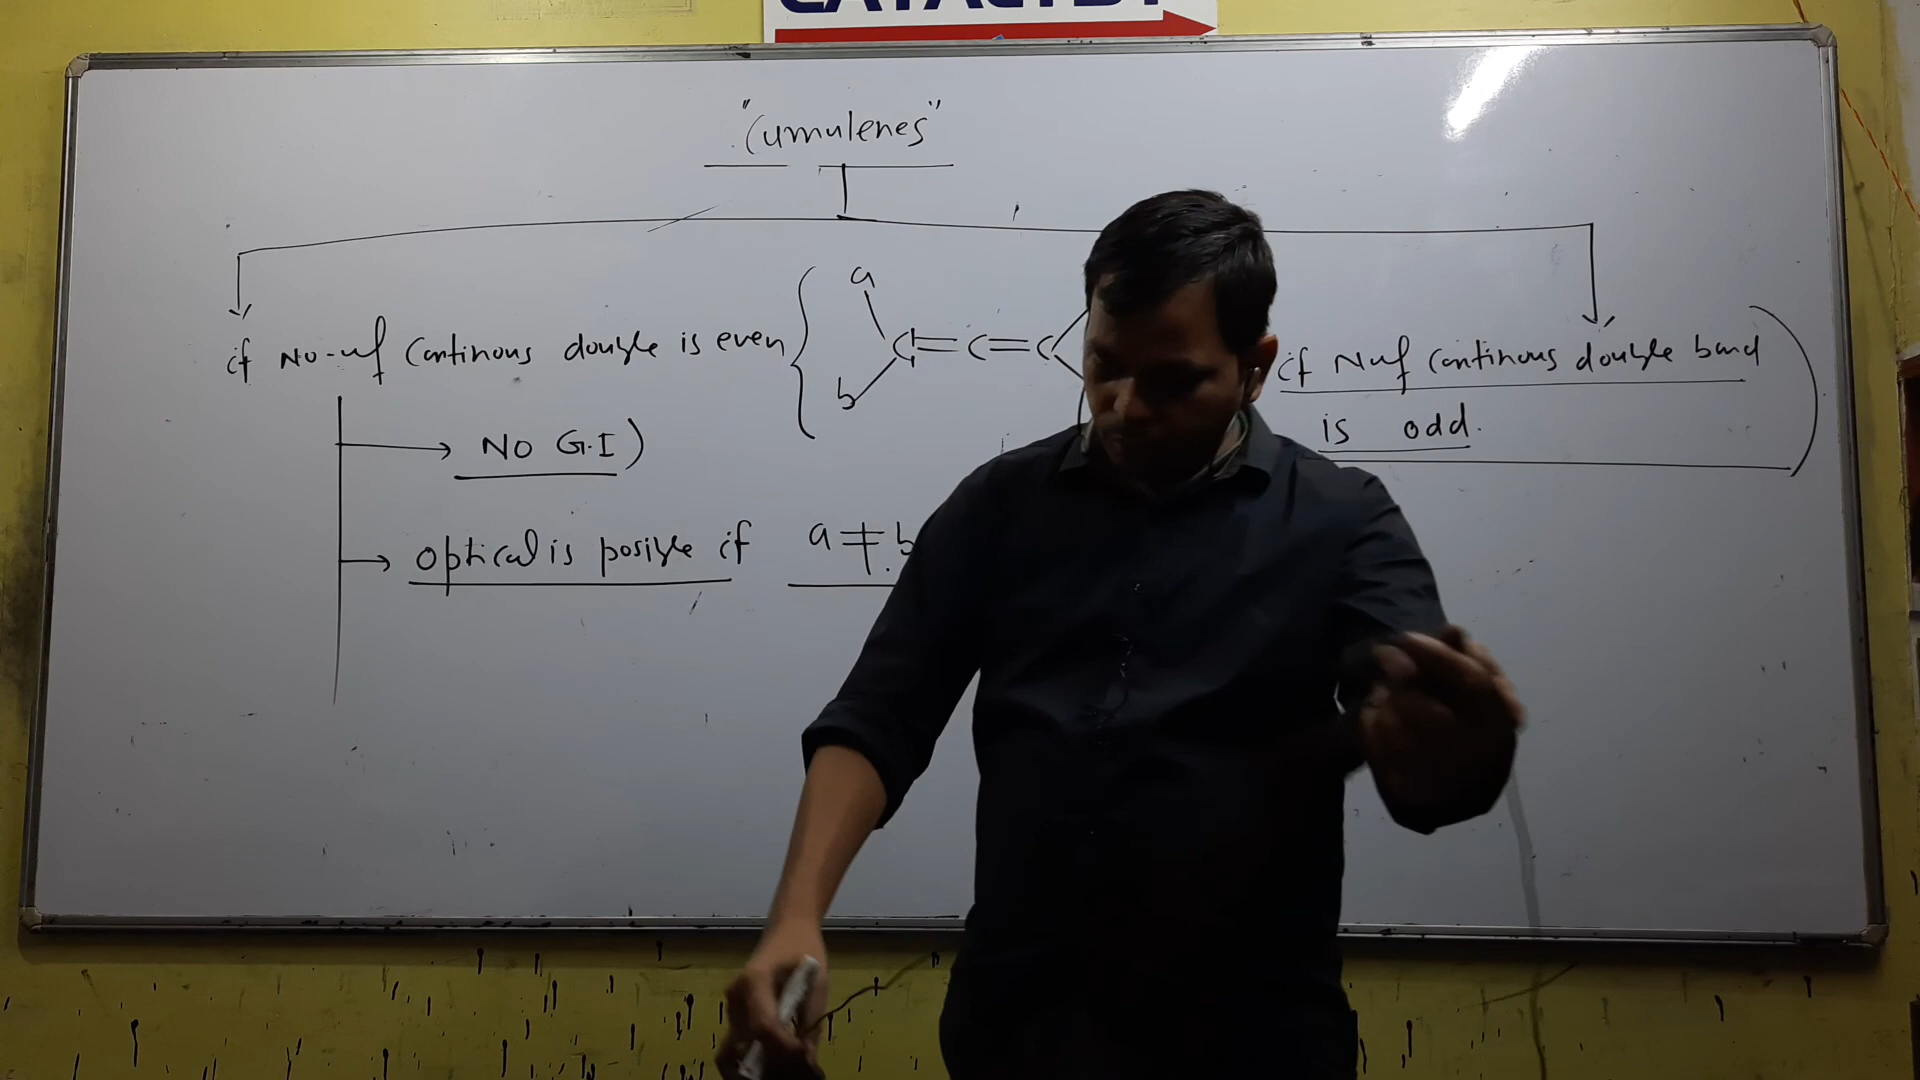 CATALYST
"Cumulenes"
if No-of Continous double is even { a b C=C=C
NO G.I)
optical is posible if a ≠ b
if N of Continous double bond
is odd.